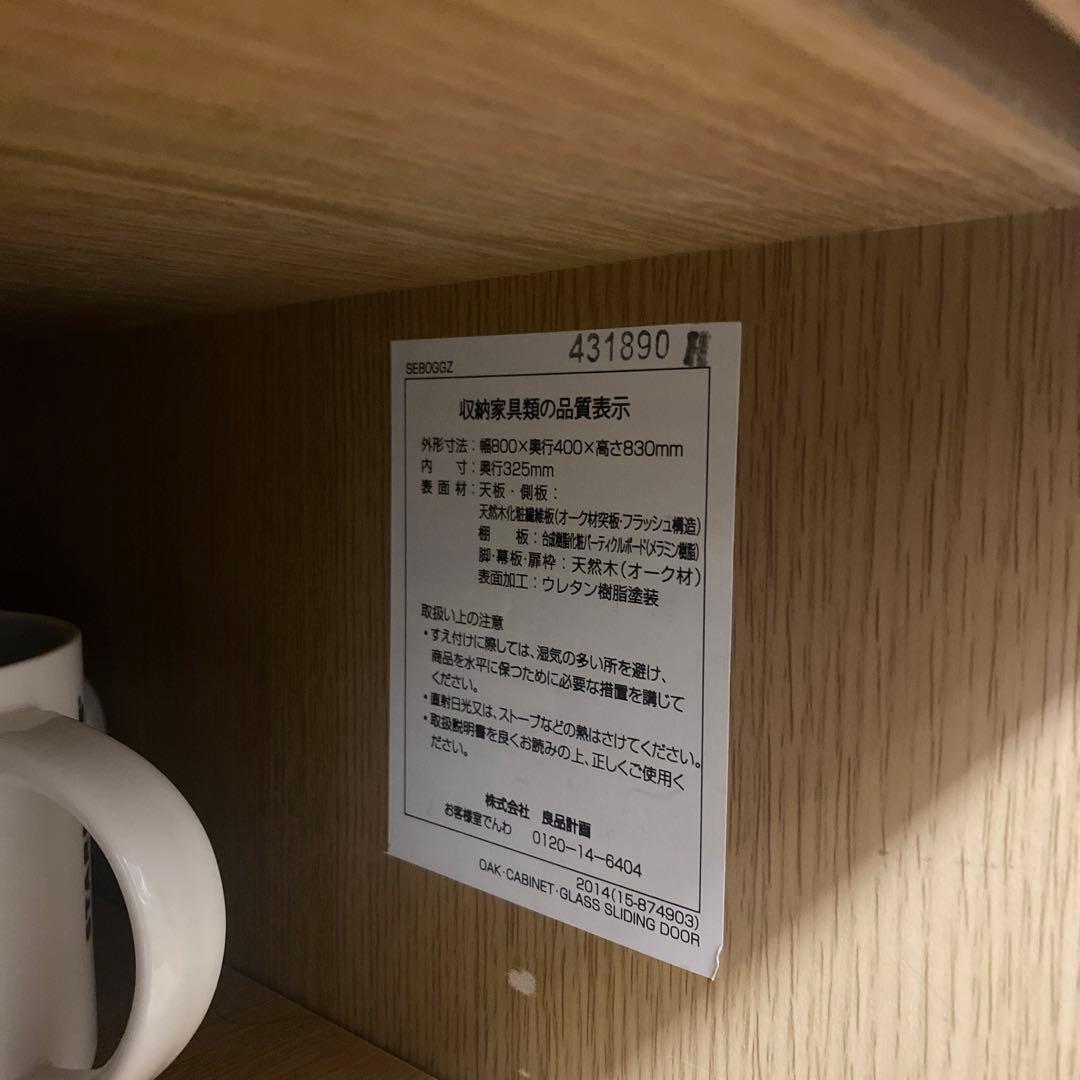 431890
SEBOGGZ
収納家具類の品質表示
外形寸法：幅800×奥行400×高さ830mm
内　寸：奥行325mm
表面材：天板・側板：
天然木化粧繊維板(オーク材突板・フラッシュ構造)
棚　板：合成樹脂化粧パーティクルボード(メラミン樹脂)
脚・幕板・扉枠：天然木(オーク材)
表面加工：ウレタン樹脂塗装
取扱い上の注意
・すえ付けに際しては、湿気の多い所を避け、
商品を水平に保つために必要な措置を講じて
ください。
・直射日光又は、ストーブなどの熱はさけてください。
・取扱説明書を良くお読みの上、正しくご使用く
ださい。
株式会社　良品計画
お客様室でんわ　0120-14-6404
2014(15-874903)
OAK・CABINET・GLASS SLIDING DOOR